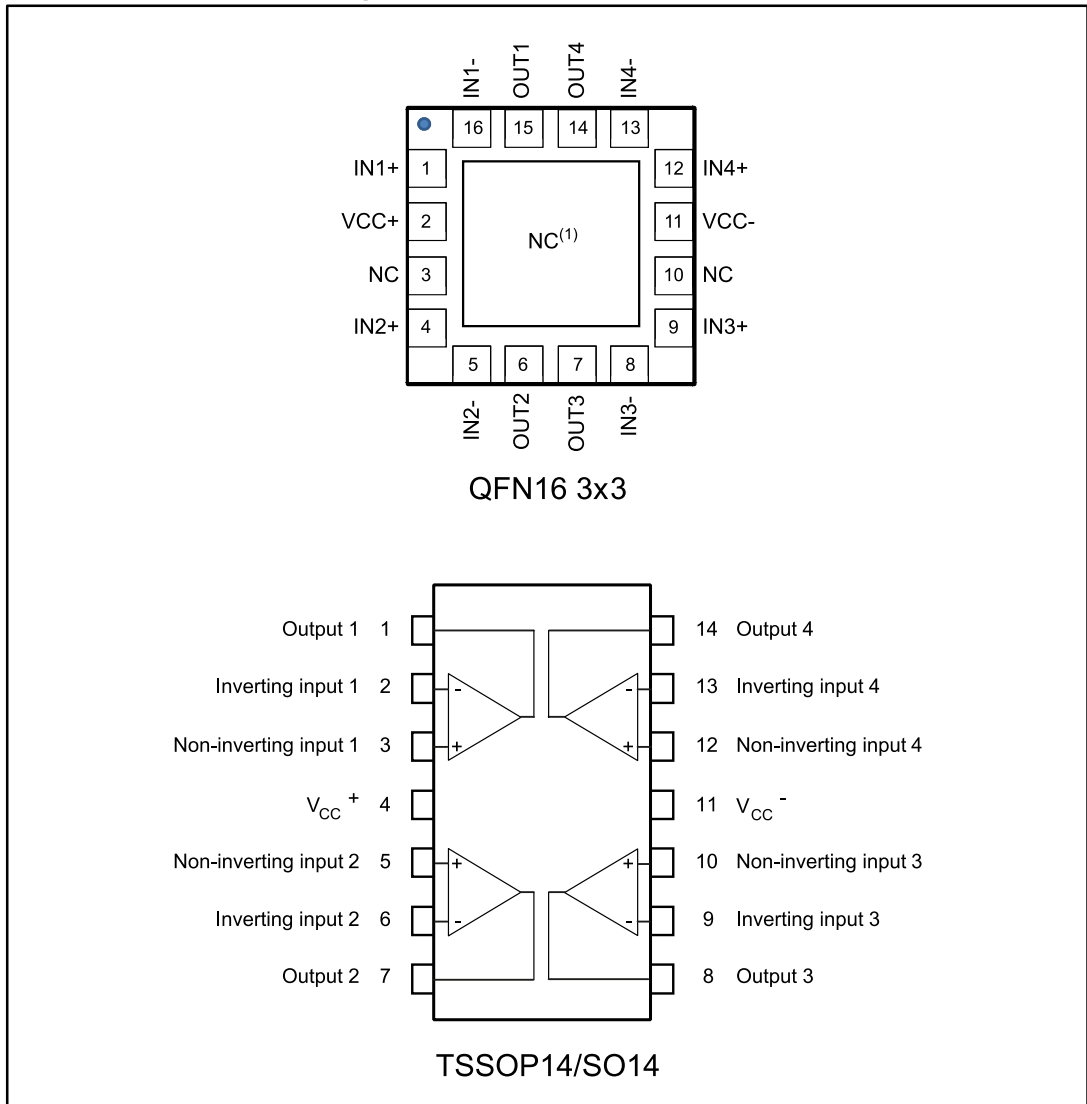 IN1-
OUT1
OUT4
IN4-
16 15 14 13
IN1+ 1 12 IN4+
VCC+ 2 11 VCC-
NC(1)
NC 3 10 NC
IN2+ 4 9 IN3+
5 6 7 8
IN2-
OUT2
OUT3
IN3-
QFN16 3x3
Output 1 1 14 Output 4
Inverting input 1 2 - - 13 Inverting input 4
Non-inverting input 1 3 + + 12 Non-inverting input 4
VCC + 4 11 VCC -
Non-inverting input 2 5 + + 10 Non-inverting input 3
Inverting input 2 6 - - 9 Inverting input 3
Output 2 7 8 Output 3
TSSOP14/SO14